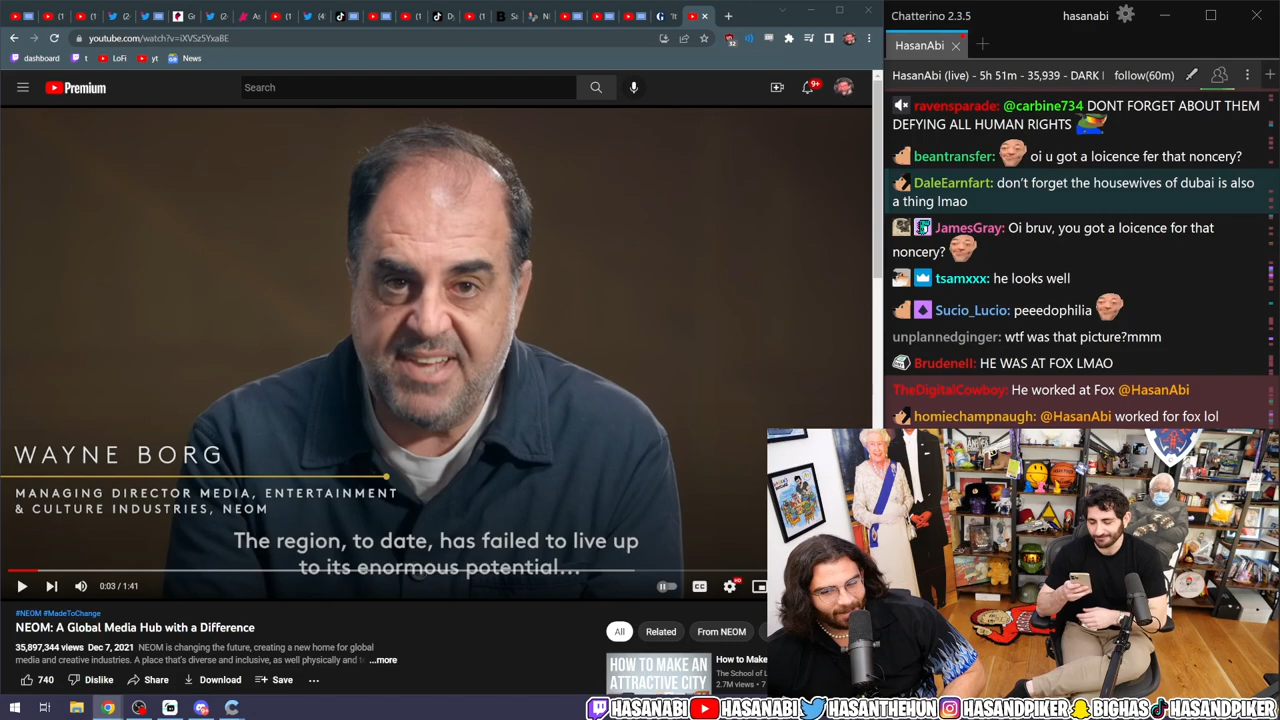 youtube.com/watch?v=iXVSz5YxaBE
dashboard
t
LoFi
yt
News
Premium
Search
9+
WAYNE BORG
MANAGING DIRECTOR MEDIA, ENTERTAINMENT
& CULTURE INDUSTRIES, NEOM
The region, to date, has failed to live up
to its enormous potential...
0:03 / 1:41
CC
HD
#NEOM #MadeToChange
NEOM: A Global Media Hub with a Difference
35,897,344 views Dec 7, 2021 NEOM is changing the future, creating a new home for global
media and creative industries. A place that's diverse and inclusive, as well physically and
...more
740
Dislike
Share
Download
Save
All
Related
From NEOM
HOW TO MAKE AN
ATTRACTIVE CITY
How to Make
The School of L
2.7M views
Chatterino 2.3.5
hasanabi
HasanAbi
HasanAbi (live) - 5h 51m - 35,939 - DARK
follow(60m)
ravensparade: @carbine734 DONT FORGET ABOUT THEM
DEFYING ALL HUMAN RIGHTS
beantransfer: oi u got a loicence fer that noncery?
DaleEarnfart: don't forget the housewives of dubai is also
a thing lmao
JamesGray: Oi bruv, you got a loicence for that
noncery?
tsamxxx: he looks well
Sucio_Lucio: peeedophilia
unplannedginger: wtf was that picture?mmm
Brudenell: HE WAS AT FOX LMAO
TheDigitalCowboy: He worked at Fox @HasanAbi
homiechampnaugh: @HasanAbi worked for fox lol
HASANABI
HASANABI
HASANTHEHUN
HASANDPIKER
BIGHAS
HASANDPIKER